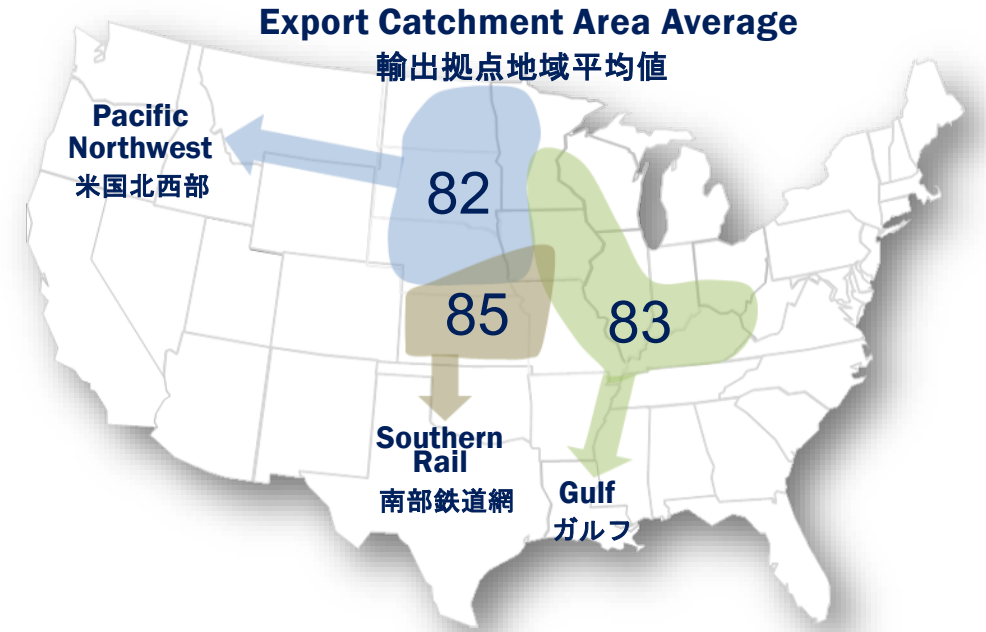 Export Catchment Area Average
輸出拠点地域平均値
Pacific
Northwest
米国北西部
82
85
83
Southern
Rail
南部鉄道網
Gulf
ガルフ